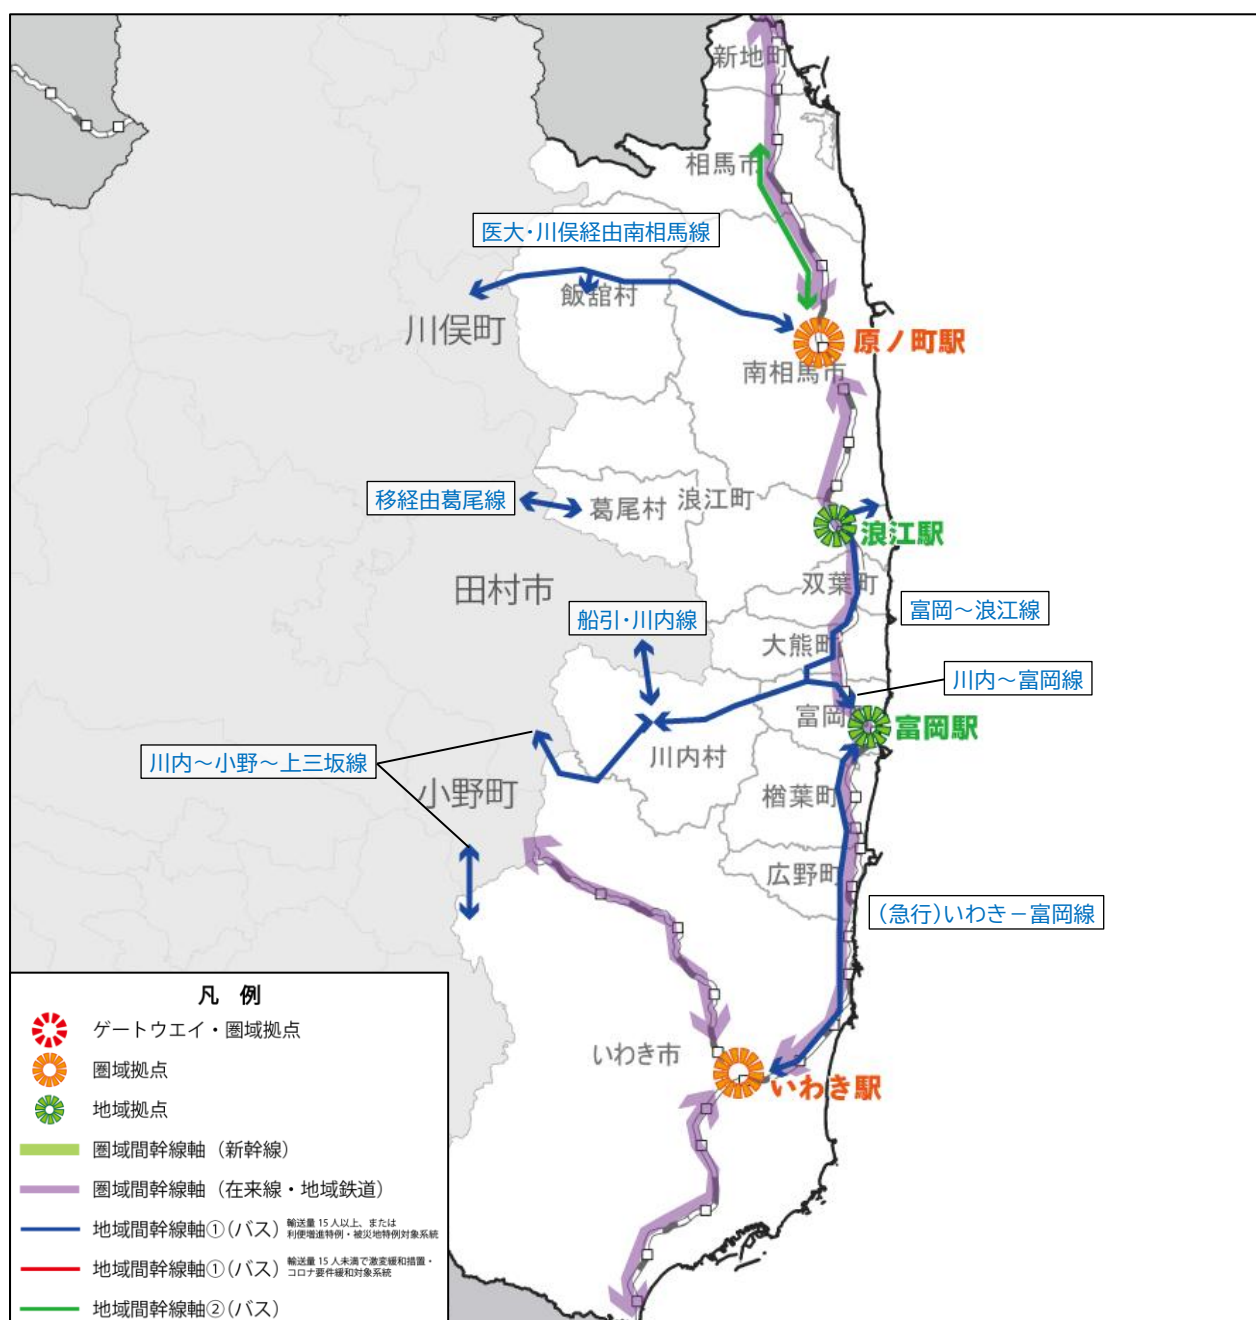 新地町
相馬市
医大・川俣経由南相馬線
飯舘村
川俣町
原ノ町駅
南相馬市
移経由葛尾線
葛尾村
浪江町
浪江駅
田村市
双葉町
船引・川内線
富岡～浪江線
大熊町
川内～富岡線
富岡
富岡駅
川内～小野～上三坂線
川内村
小野町
楢葉町
広野町
（急行）いわき－富岡線
いわき市
いわき駅
凡 例
ゲートウエイ・圏域拠点
圏域拠点
地域拠点
圏域間幹線軸（新幹線）
圏域間幹線軸（在来線・地域鉄道）
地域間幹線軸①（バス） 輸送量15人以上、または
利便増進特例・被災地特例対象系統
地域間幹線軸①（バス） 輸送量15人未満で激変緩和措置・
コロナ要件緩和対象系統
地域間幹線軸②（バス）